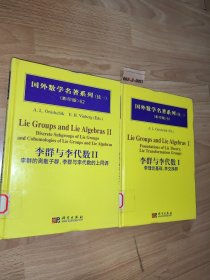 国外数学名著系列(续一)
(影印版)62
A. L. Onishchik E. B. Vinberg (Eds.)
Lie Groups and Lie Algebras II
Discrete Subgroups of Lie Groups
and Cohomologies of Lie Groups and Lie Algebras
李群与李代数 II
李群的离散子群,李群与李代数的上同调
科学出版社
国外数学名著系列(续一)
A. L. Onishchik (Ed.)
Lie Groups and Lie Algebras I
Foundations of Lie Theory,
Lie Transformation Groups
李群与李代数 I
李理论基础,李交换群
科学出版社